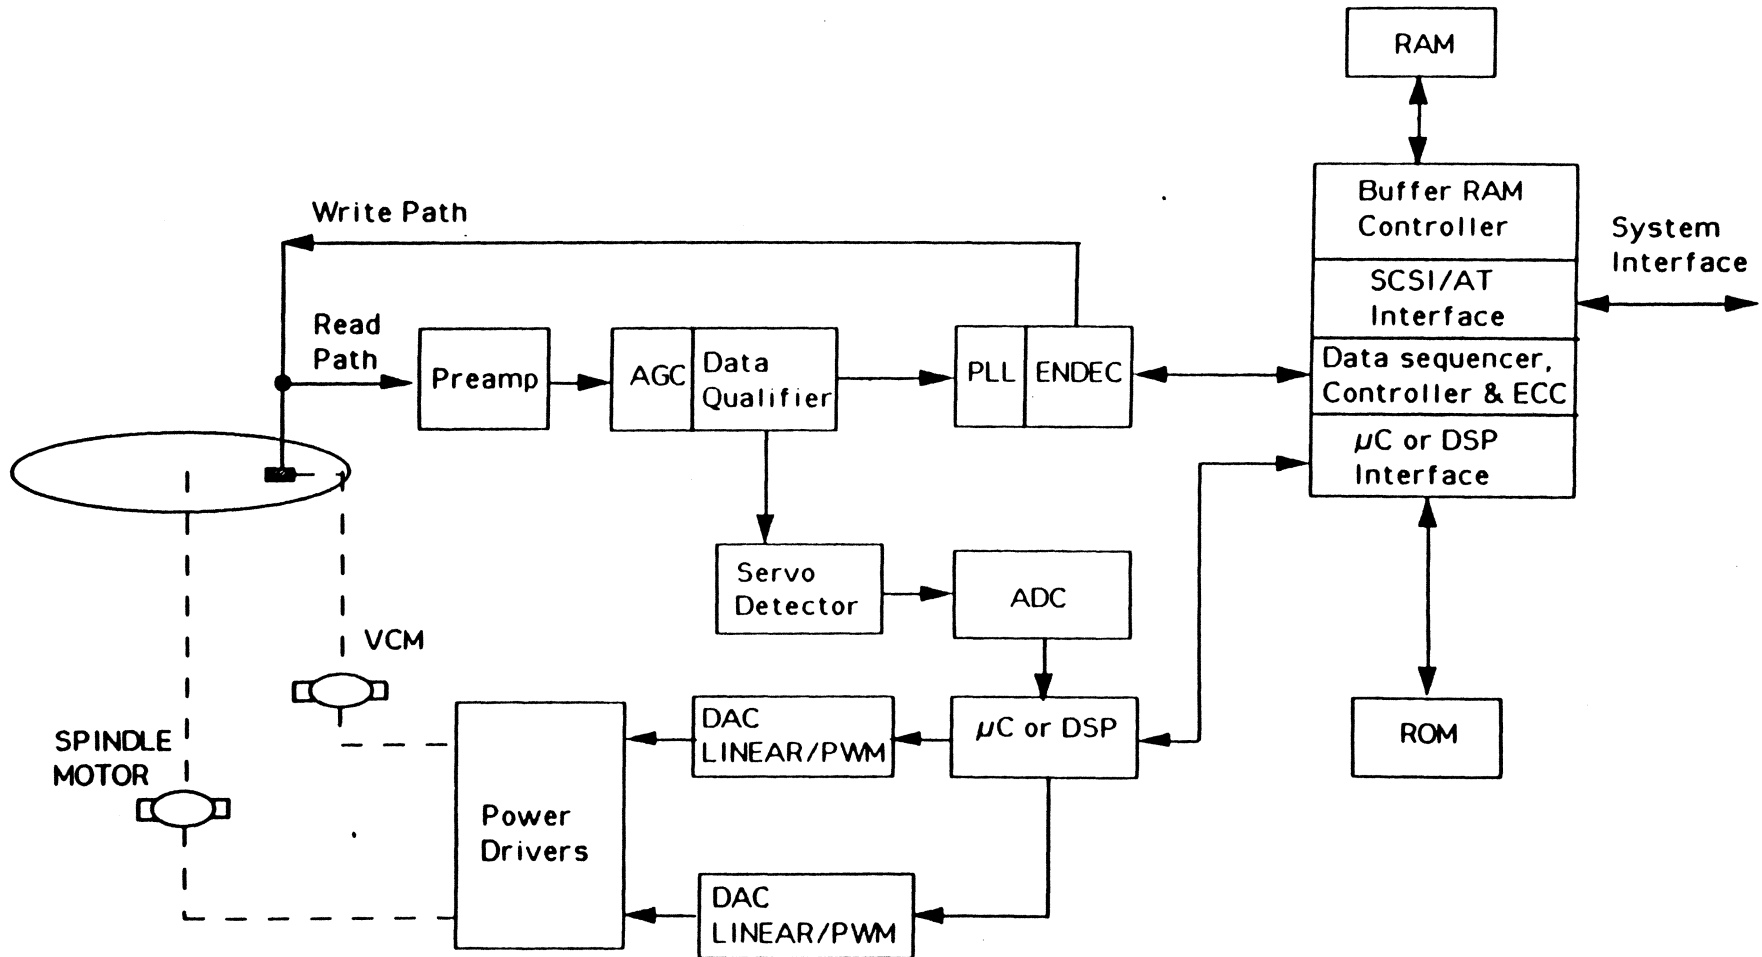 RAM
Buffer RAM
Controller
System
Interface
SCSI/AT
Interface
Data sequencer,
Controller & ECC
µC or DSP
Interface
Write Path
Read
Path
Preamp
AGC
Data
Qualifier
PLL
ENDEC
Servo
Detector
ADC
VCM
SPINDLE
MOTOR
Power
Drivers
DAC
LINEAR/PWM
µC or DSP
ROM
DAC
LINEAR/PWM